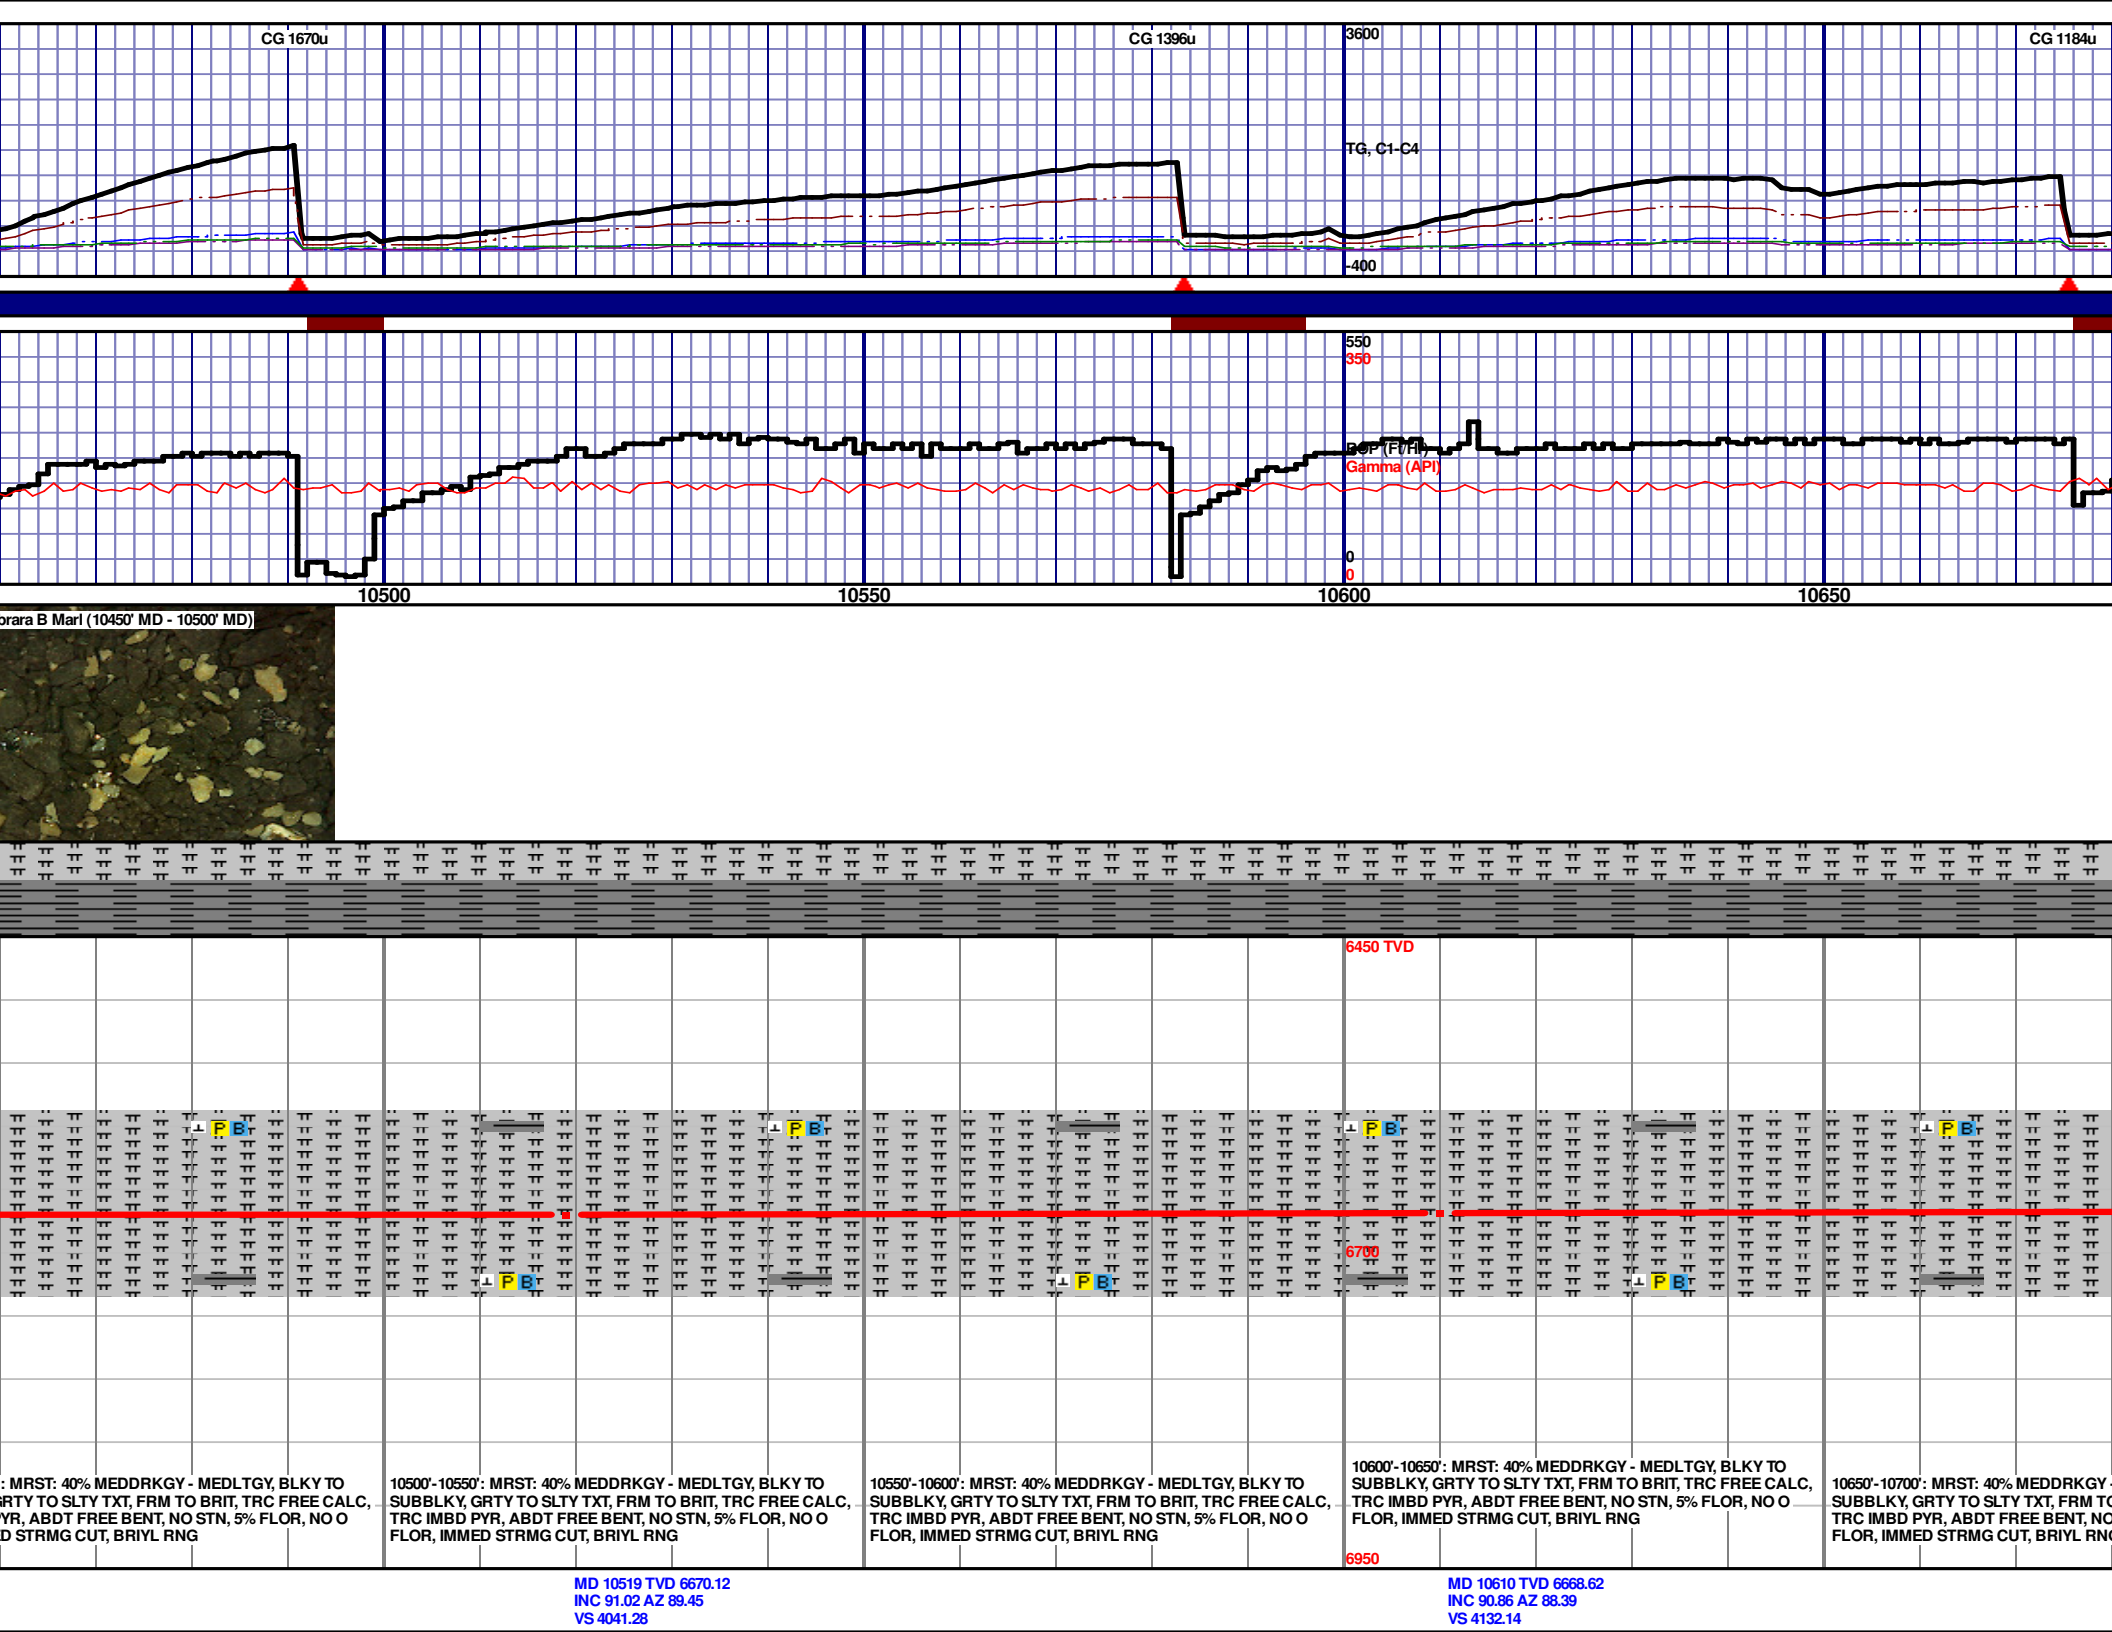 CG 1670u
CG 1396u
3600
CG 1184u
TG, C1-C4
-400
550
350
ROP (Ft/Hr)
Gamma (API)
0
0
10500
10550
10600
10650
B Marl (10450' MD - 10500' MD)
6450 TVD
P B
P B
P B
P B
6700
P B
P B
P B
: MRST: 40% MEDDRKGY - MEDLTGY, BLKY TO
TO SLTY TXT, FRM TO BRIT, TRC FREE CALC,
ABDT FREE BENT, NO STN, 5% FLOR, NO O
STRMG CUT, BRIYL RNG
10500'-10550': MRST: 40% MEDDRKGY - MEDLTGY, BLKY TO
SUBBLKY, GRTY TO SLTY TXT, FRM TO BRIT, TRC FREE CALC,
TRC IMBD PYR, ABDT FREE BENT, NO STN, 5% FLOR, NO O
FLOR, IMMED STRMG CUT, BRIYL RNG
10550'-10600': MRST: 40% MEDDRKGY - MEDLTGY, BLKY TO
SUBBLKY, GRTY TO SLTY TXT, FRM TO BRIT, TRC FREE CALC,
TRC IMBD PYR, ABDT FREE BENT, NO STN, 5% FLOR, NO O
FLOR, IMMED STRMG CUT, BRIYL RNG
10600'-10650': MRST: 40% MEDDRKGY - MEDLTGY, BLKY TO
SUBBLKY, GRTY TO SLTY TXT, FRM TO BRIT, TRC FREE CALC,
TRC IMBD PYR, ABDT FREE BENT, NO STN, 5% FLOR, NO O
FLOR, IMMED STRMG CUT, BRIYL RNG
10650'-10700': MRST: 40% MEDDRKGY
SUBBLKY, GRTY TO SLTY TXT, FRM
TRC IMBD PYR, ABDT FREE BENT,
FLOR, IMMED STRMG CUT, BRIYL
6950
MD 10519 TVD 6670.12
INC 91.02 AZ 89.45
VS 4041.28
MD 10610 TVD 6668.62
INC 90.86 AZ 88.39
VS 4132.14